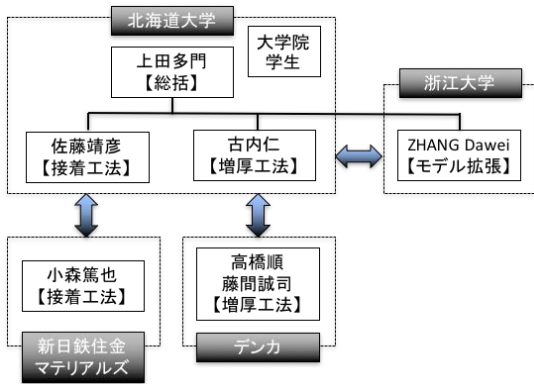 北海道大学
上田多門
【総括】
大学院
学生
浙江大学
佐藤靖彦
【接着工法】
古内仁
【増厚工法】
ZHANG Dawei
【モデル拡張】
小森篤也
【接着工法】
高橋順
藤間誠司
【増厚工法】
新日鉄住金
マテリアルズ
デンカ